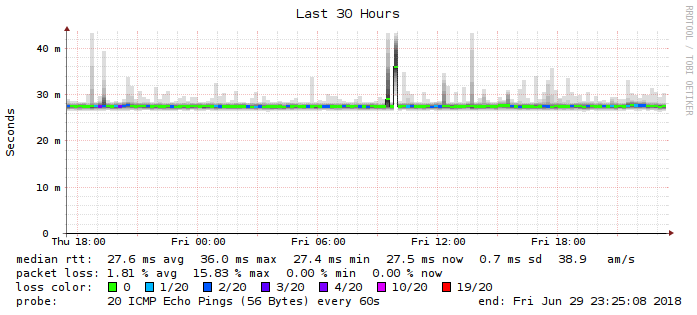 Last 30 Hours
RRDTOOL / TOBI OETIKER
Seconds
40 m
30 m
20 m
10 m
0
Thu 18:00 Fri 00:00 Fri 06:00 Fri 12:00 Fri 18:00
median rtt: 27.6 ms avg 36.0 ms max 27.4 ms min 27.5 ms now 0.7 ms sd 38.9 am/s
packet loss: 1.81 % avg 15.83 % max 0.00 % min 0.00 % now
loss color: 0 1/20 2/20 3/20 4/20 10/20 19/20
probe: 20 ICMP Echo Pings (56 Bytes) every 60s end: Fri Jun 29 23:25:08 2018